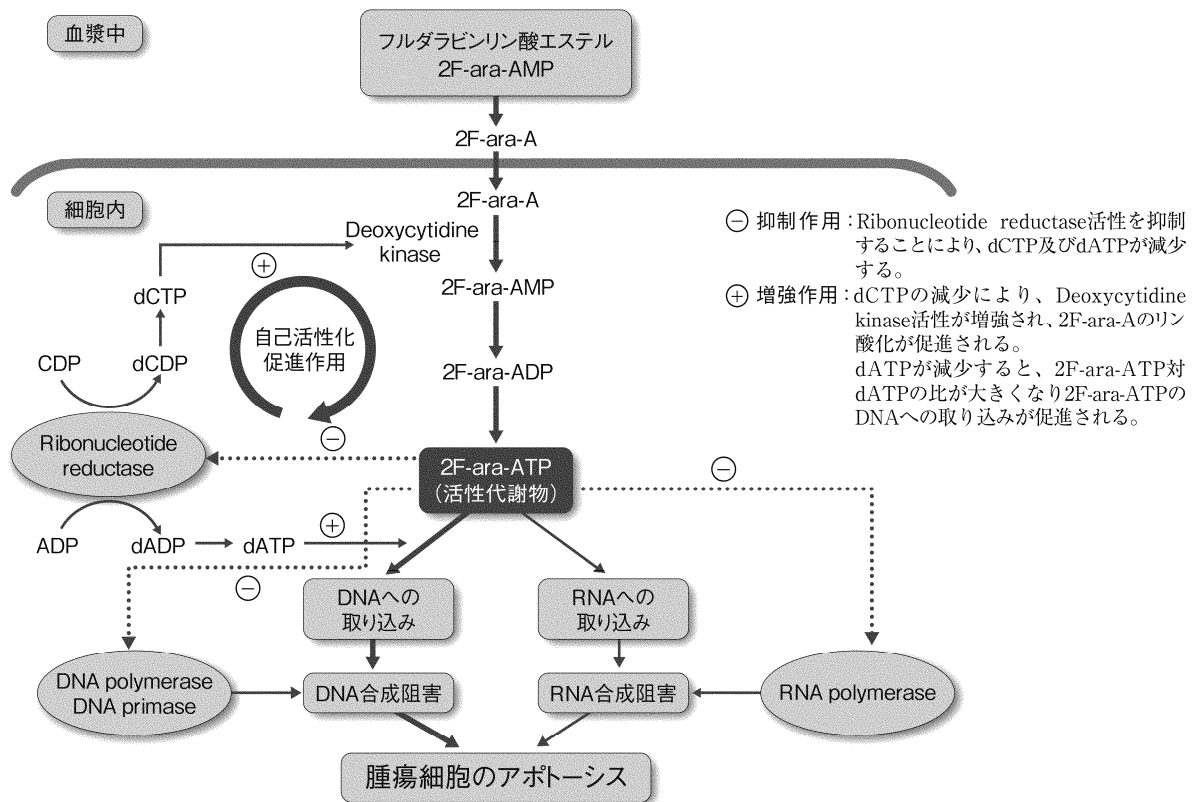 血漿中
フルダラビンリン酸エステル
2F-ara-AMP
2F-ara-A
細胞内
2F-ara-A
Deoxycytidine
kinase
⊕
dCTP
2F-ara-AMP
自己活性化
促進作用
CDP
dCDP
2F-ara-ADP
⊖
Ribonucleotide
reductase
2F-ara-ATP
（活性代謝物）
⊖
ADP
dADP
dATP
⊕
⊖
DNAへの
取り込み
RNAへの
取り込み
DNA polymerase
DNA primase
DNA合成阻害
RNA合成阻害
RNA polymerase
腫瘍細胞のアポトーシス
⊖ 抑制作用：Ribonucleotide reductase活性を抑制
することにより、dCTP及びdATPが減少
する。
⊕ 増強作用：dCTPの減少により、Deoxycytidine
kinase活性が増強され、2F-ara-Aのリン
酸化が促進される。
dATPが減少すると、2F-ara-ATP対
dATPの比が大きくなり2F-ara-ATPの
DNAへの取り込みが促進される。